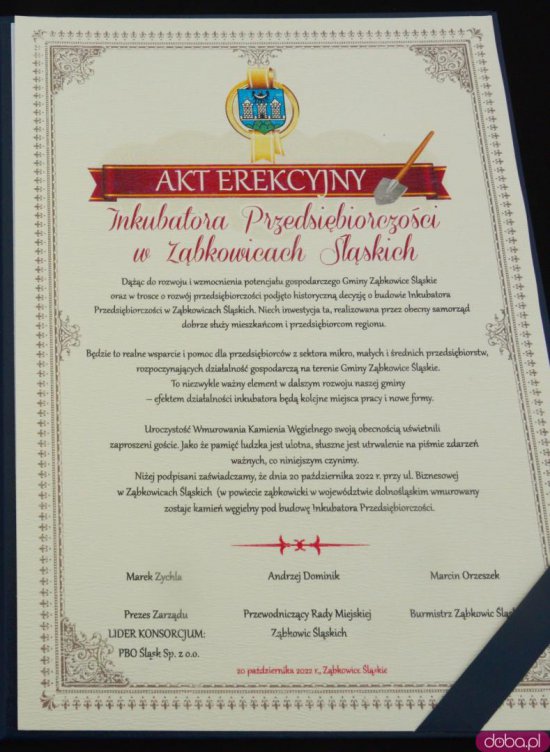 AKT EREKCYJNY
Inkubatora Przedsiębiorczości
w Ząbkowicach Śląskich
Dążąc do rozwoju i wzmocnienia potencjału gospodarczego Gminy Ząbkowice Śląskie
oraz w trosce o rozwój przedsiębiorczości podjęto historyczną decyzję o budowie Inkubatora
Przedsiębiorczości w Ząbkowicach Śląskich. Niech inwestycja ta, realizowana przez obecny samorząd
dobrze służy mieszkańcom i przedsiębiorcom regionu.
Będzie to realne wsparcie i pomoc dla przedsiębiorców z sektora mikro, małych i średnich przedsiębiorstw,
rozpoczynających działalność gospodarczą na terenie Gminy Ząbkowice Śląskie.
To niezwykle ważny element w dalszym rozwoju naszej gminy
– efektem działalności inkubatora będą kolejne miejsca pracy i nowe firmy.
Uroczystość Wmurowania Kamienia Węgielnego swoją obecnością uświetnili
zaproszeni goście. Jako że pamięć ludzka jest ulotna, słuszne jest utrwalenie na piśmie zdarzeń
ważnych, co niniejszym czynimy.
Niżej podpisani zaświadczamy, że dnia 20 października 2022 r. przy ul. Biznesowej
w Ząbkowicach Śląskich (w powiecie ząbkowicki w województwie dolnośląskim wmurowany
zostaje kamień węgielny pod budowę Inkubatora Przedsiębiorczości.
Marek Zychla Andrzej Dominik Marcin Orzeszek
Prezes Zarządu Przewodniczący Rady Miejskiej Burmistrz Ząbkowic
LIDER KONSORCJUM: Ząbkowic Śląskich
PBO Śląsk Sp. z o.o.
20 października 2022 r., Ząbkowice Śląskie
doba.pl